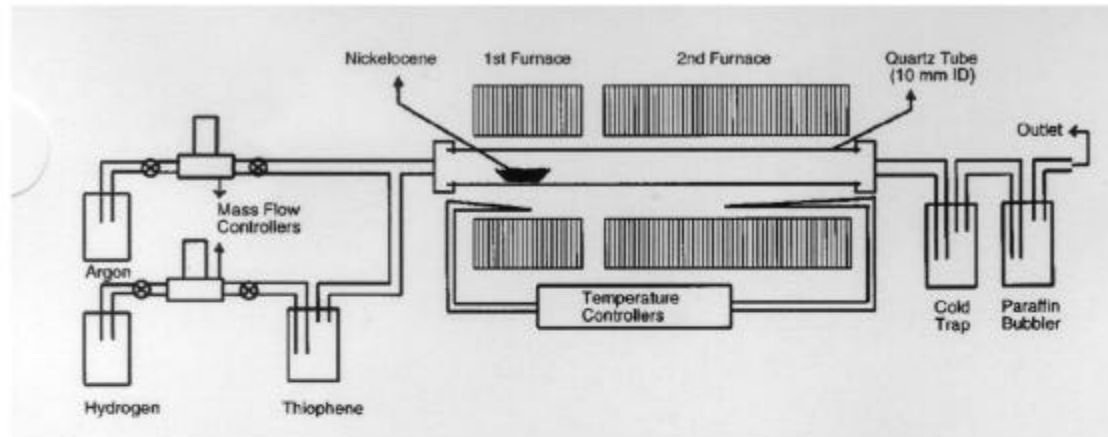 Nickelocene
1st Furnace
2nd Furnace
Quartz Tube
(10 mm ID)
Outlet
Mass Flow
Controllers
Argon
Temperature
Controllers
Cold
Trap
Paraffin
Bubbler
Hydrogen
Thiophene